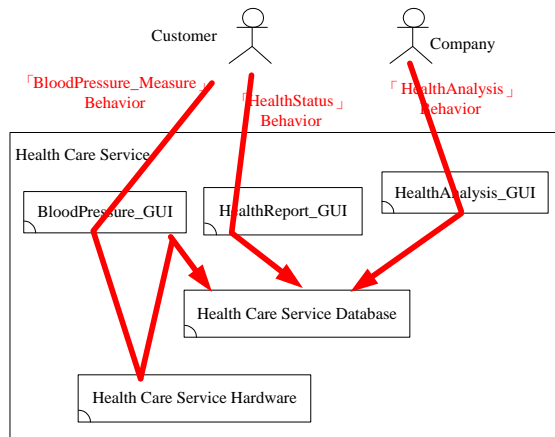 Customer
Company
「BloodPressure_Measure」
Behavior
「HealthStatus」
Behavior
「HealthAnalysis」
Behavior
Health Care Service
BloodPressure_GUI
HealthReport_GUI
HealthAnalysis_GUI
Health Care Service Database
Health Care Service Hardware